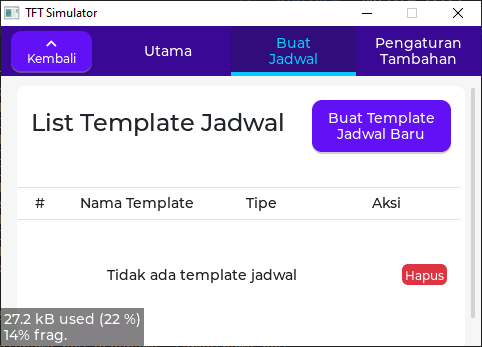 TFT Simulator
Kembali
Utama
Buat
Jadwal
Pengaturan
Tambahan
List Template Jadwal
Buat Template
Jadwal Baru
# Nama Template Tipe Aksi
Tidak ada template jadwal
Hapus
27.2 kB used (22 %)
14% frag.